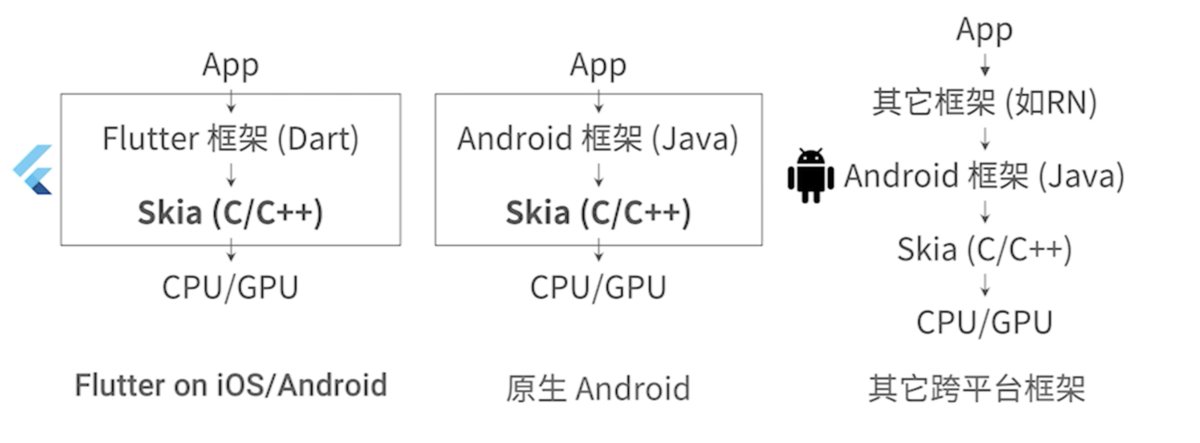 App
Flutter 框架 (Dart)
Skia (C/C++)
CPU/GPU
Flutter on iOS/Android
App
Android 框架 (Java)
Skia (C/C++)
CPU/GPU
原生 Android
App
其它框架 (如RN)
Android 框架 (Java)
Skia (C/C++)
CPU/GPU
其它跨平台框架